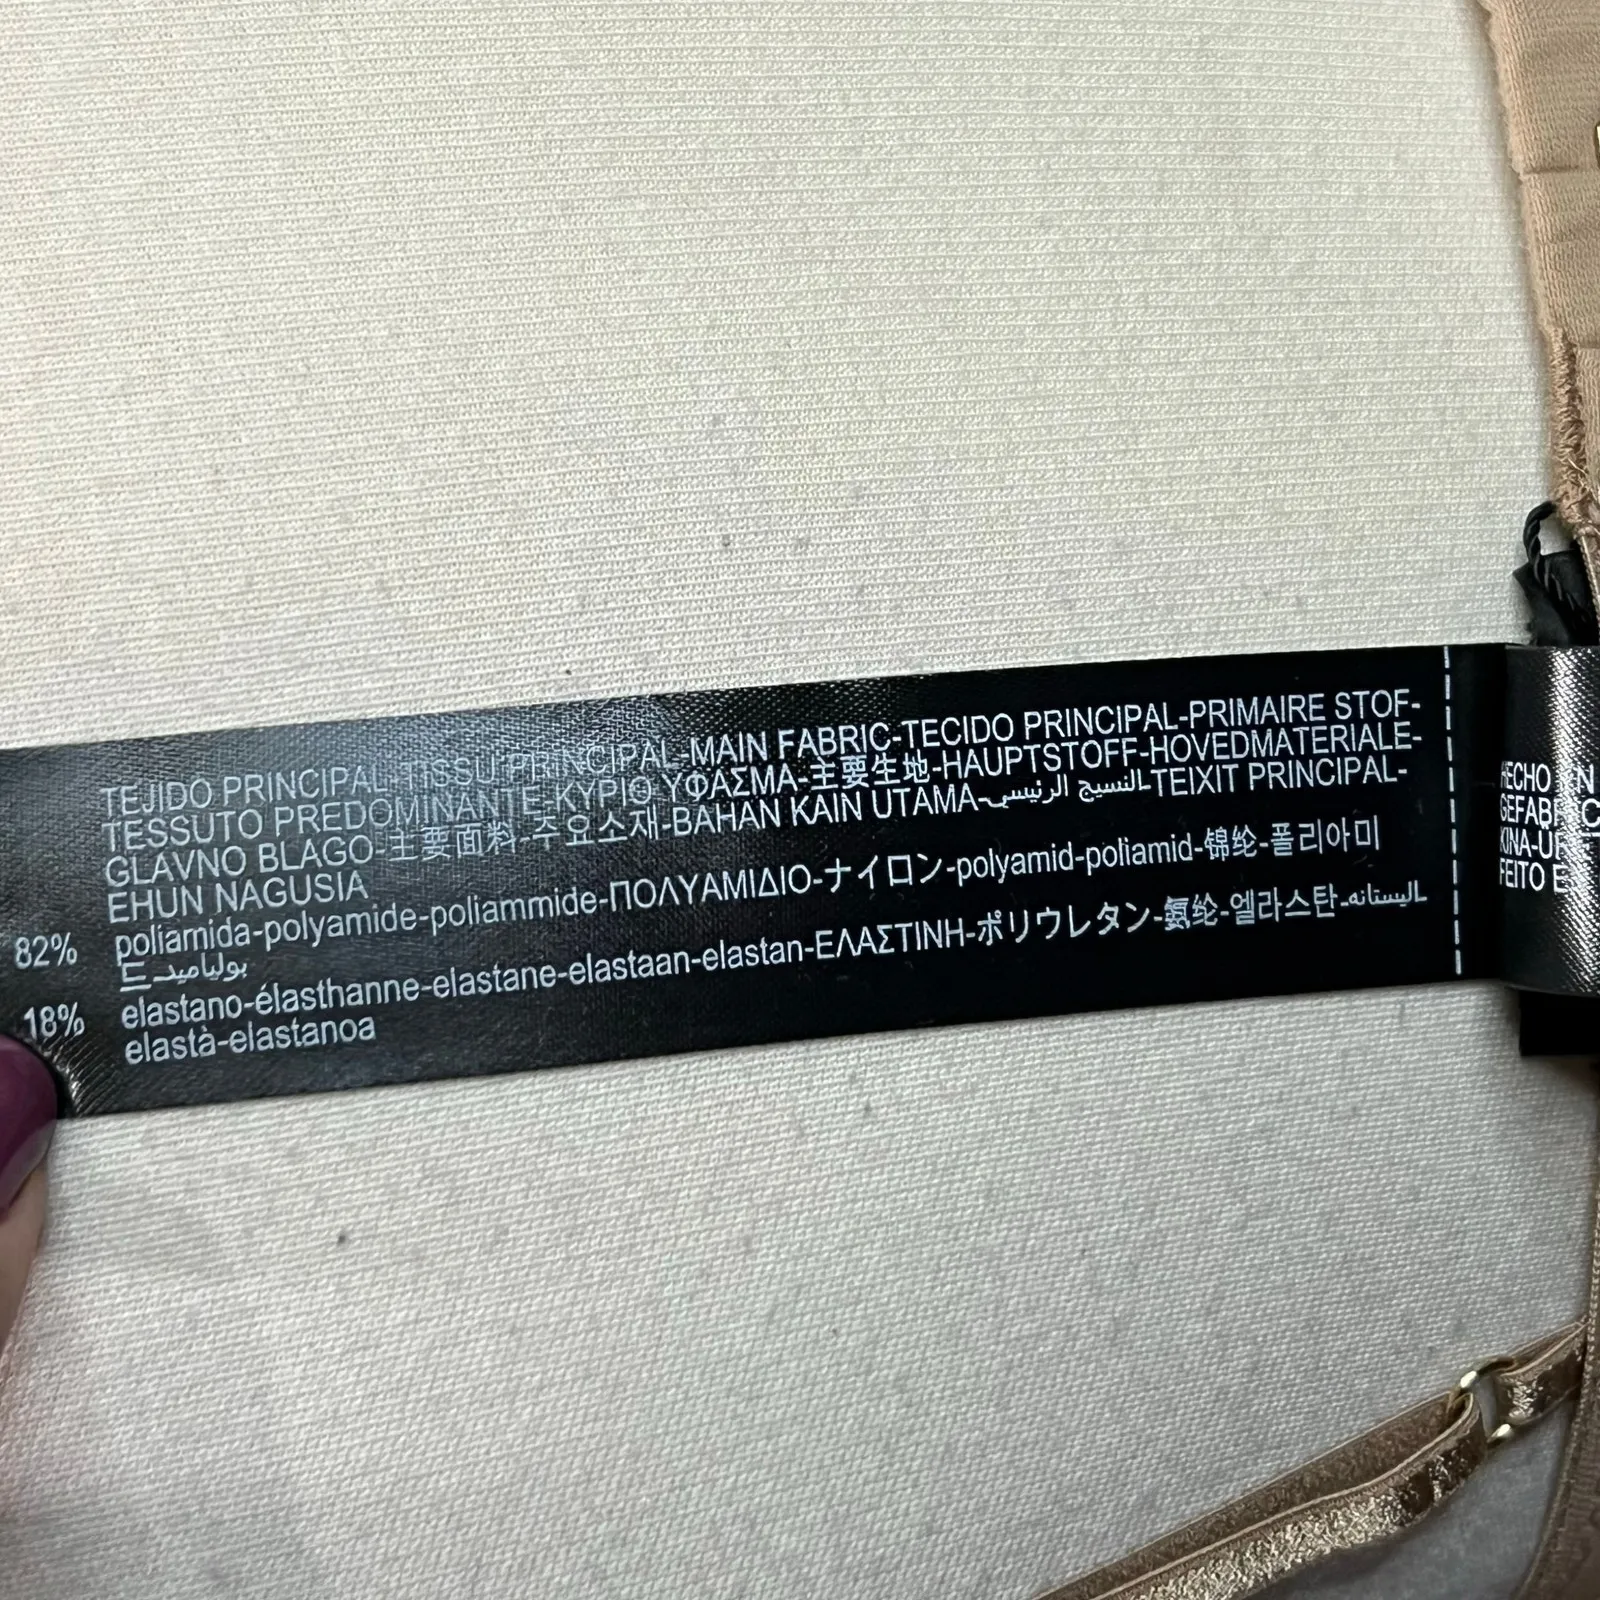 TEJIDO PRINCIPAL-TISSU PRINCIPAL-MAIN FABRIC-TECIDO PRINCIPAL-PRIMAIRE STOF-
TESSUTO PREDOMINANTE-ΚΥΡΙΟ ΥΦΑΣΜΑ-主要生地-HAUPTSTOFF-HOVEDMATERIALE-
GLAVNO BLAGO-主要面料-주요소재-BAHAN KAIN UTAMA-النسيج الرئيسي-TEIXIT PRINCIPAL-
EHUN NAGUSIA
82% poliamida-polyamide-poliammide-ΠΟΛΥΑΜΙΔΙΟ-ナイロン-polyamid-poliamid-锦纶-폴리아미
드-بولياميد
18% elastano-élasthanne-elastane-elastaan-elastan-ΕΛΑΣΤΙΝΗ-ポリウレタン-氨纶-엘라스탄-اليستانه
elastà-elastanoa
HECHO EN
FEITO E